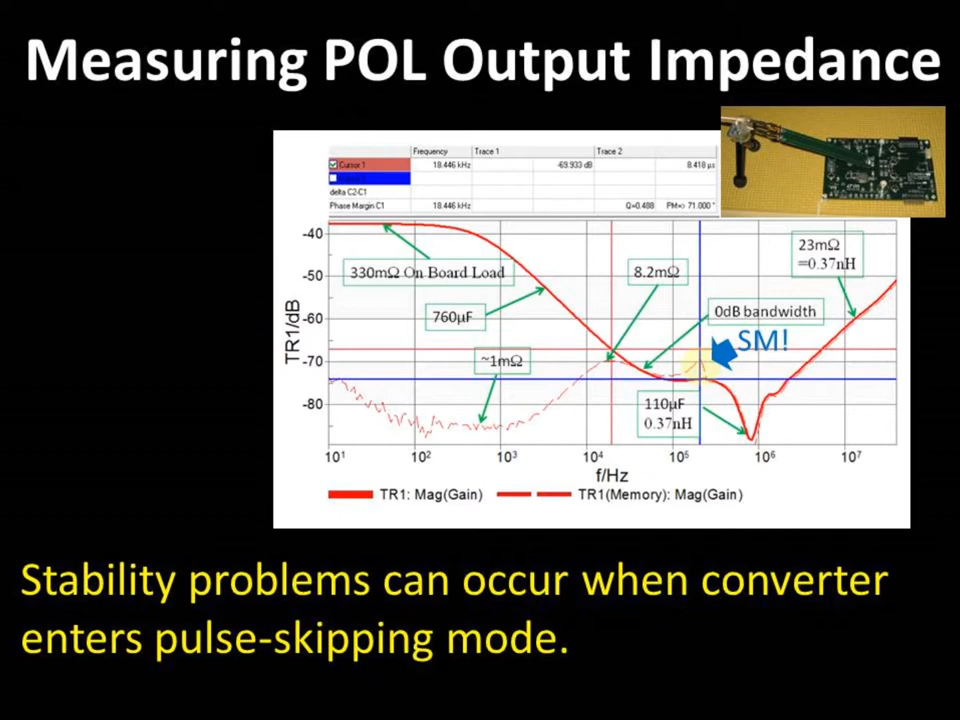 Measuring POL Output Impedance
Frequency Trace 1 Trace 2
Cursor 1 18.446 kHz -69.933 dB 8.418 µs
delta C2-C1
Phase Margin C1 18.446 kHz Q=0.488 PM=> 71.000 °
TR1/dB
-40
-50
-60
-70
-80
330mΩ On Board Load
760µF
~1mΩ
8.2mΩ
0dB bandwidth
23mΩ
=0.37nH
SM!
110µF
0.37nH
10¹ 10² 10³ 10⁴ 10⁵ 10⁶ 10⁷
f/Hz
TR1: Mag(Gain) TR1(Memory): Mag(Gain)
Stability problems can occur when converter
enters pulse-skipping mode.